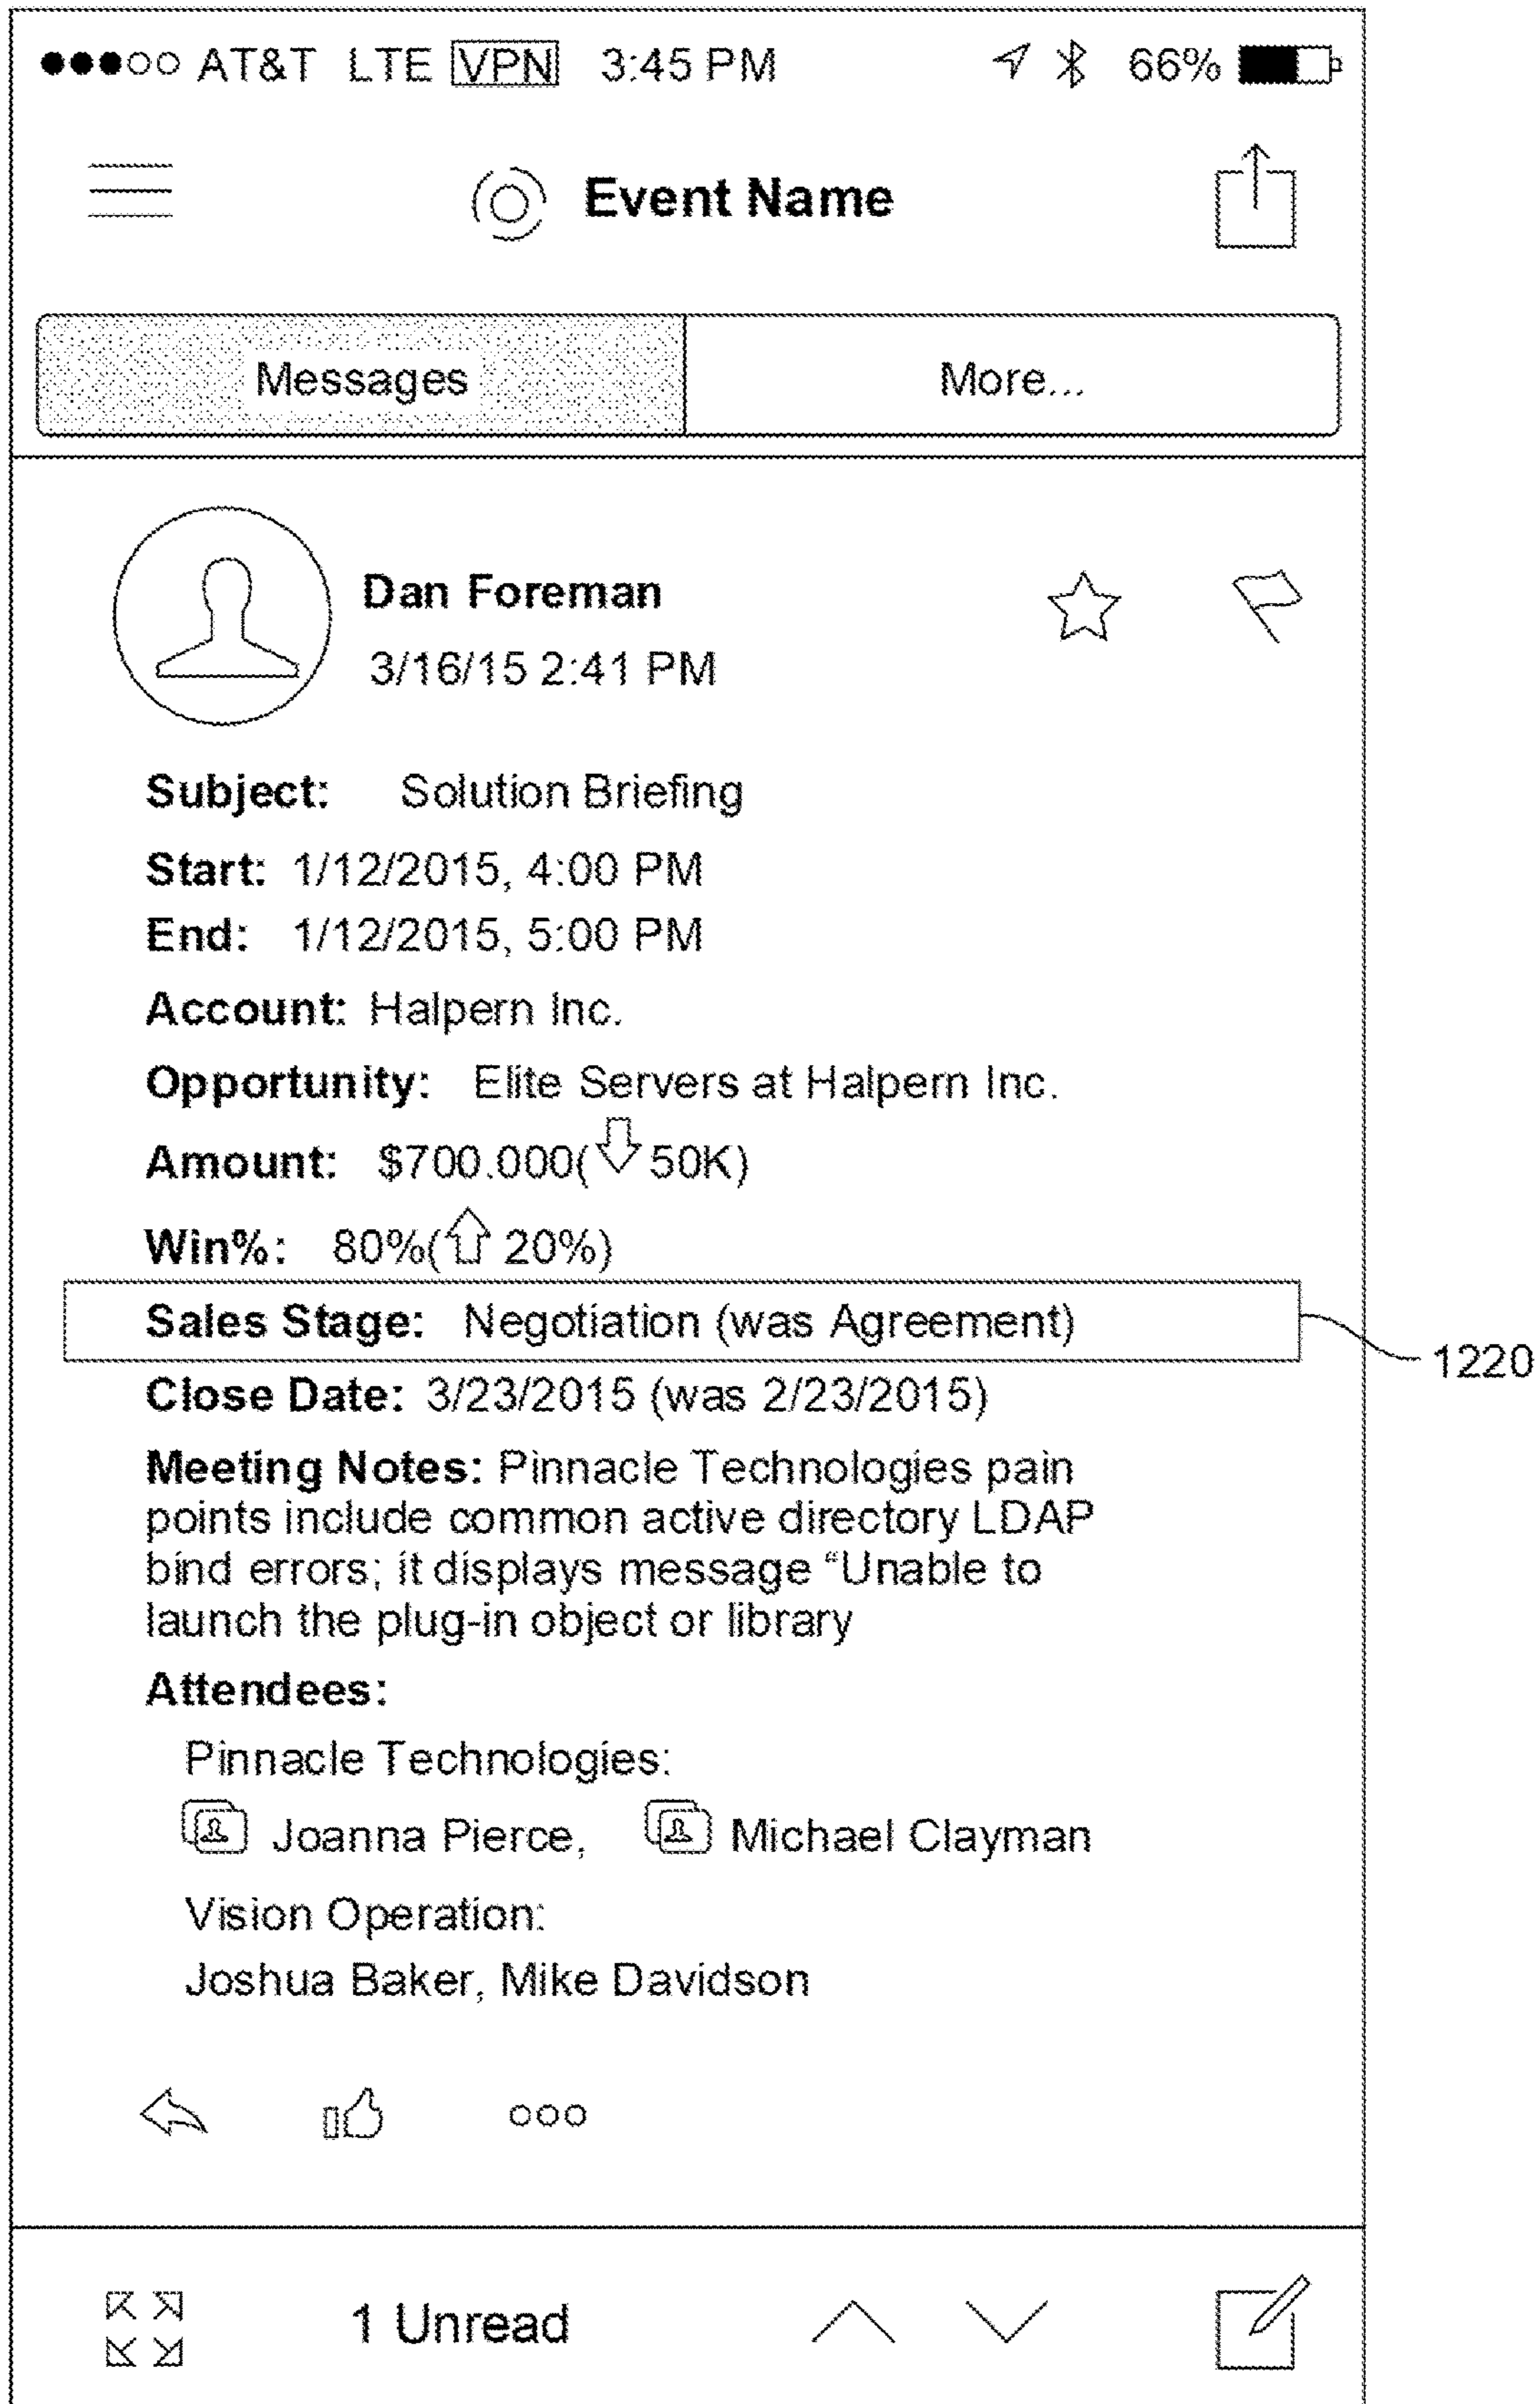 AT&T LTE VPN 3:45 PM 66%
Event Name
Messages More...
Dan Foreman
3/16/15 2:41 PM
Subject: Solution Briefing
Start: 1/12/2015, 4:00 PM
End: 1/12/2015, 5:00 PM
Account: Halpern Inc.
Opportunity: Elite Servers at Halpern Inc.
Amount: $700.000( 50K)
Win%: 80%( 20%)
Sales Stage: Negotiation (was Agreement)
1220
Close Date: 3/23/2015 (was 2/23/2015)
Meeting Notes: Pinnacle Technologies pain
points include common active directory LDAP
bind errors; it displays message “Unable to
launch the plug-in object or library
Attendees:
Pinnacle Technologies:
Joanna Pierce, Michael Clayman
Vision Operation:
Joshua Baker, Mike Davidson
1 Unread